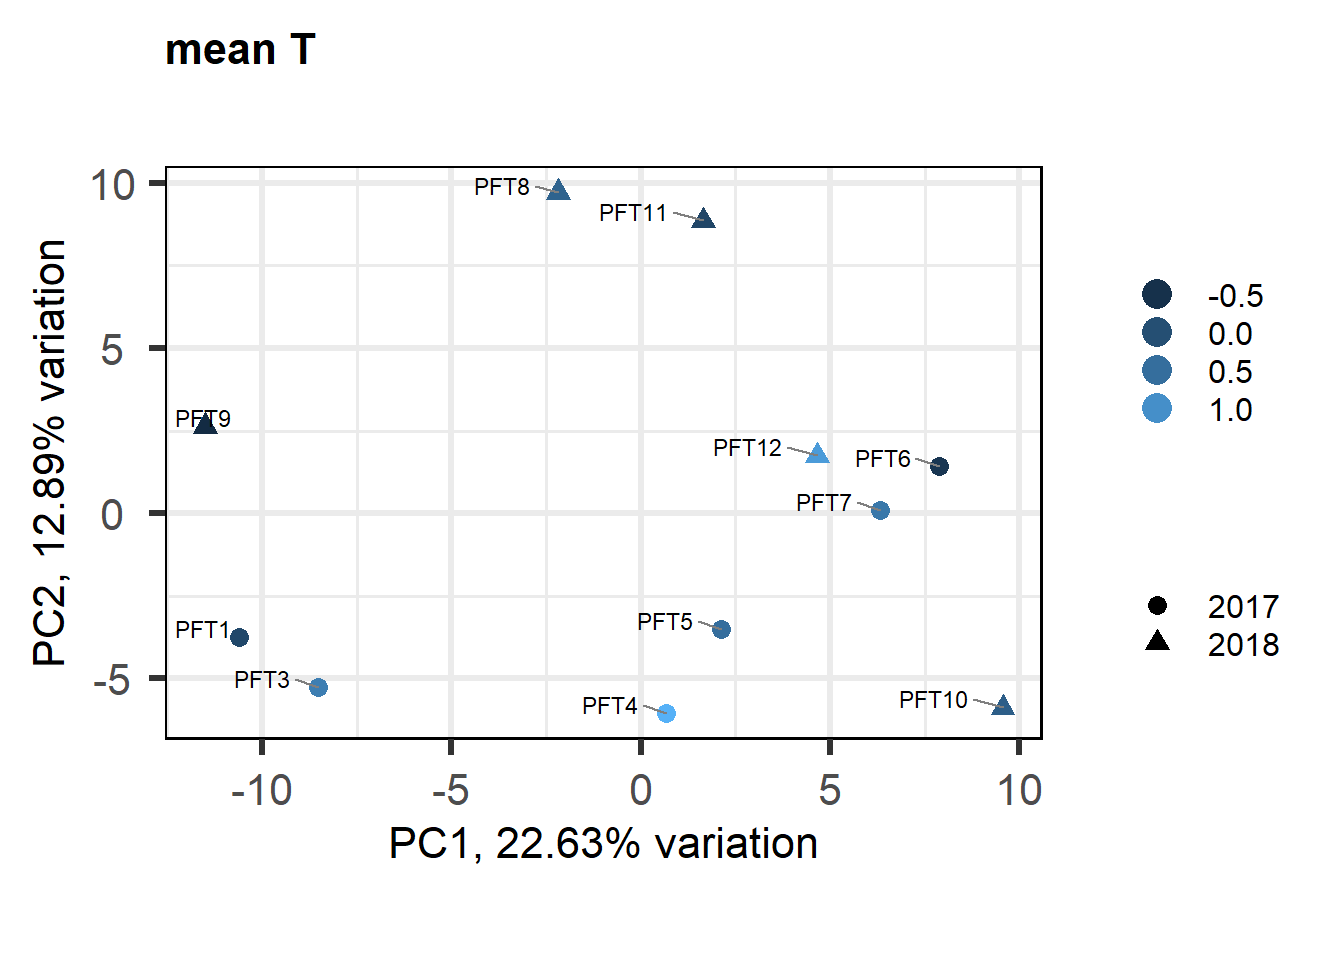 mean T
10
5
0
-5
PC2, 12.89% variation
PFT8
PFT11
PFT9
PFT12
PFT6
PFT7
PFT1
PFT5
PFT3
PFT4
PFT10
-10
-5
0
5
10
PC1, 22.63% variation
-0.5
0.0
0.5
1.0
2017
2018